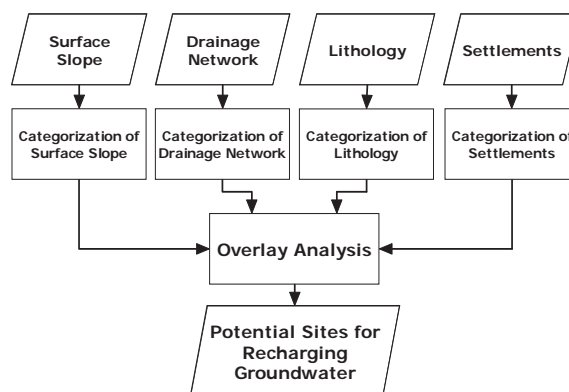 Surface
Slope
Drainage
Network
Lithology
Settlements
Categorization of
Surface Slope
Categorization of
Drainage Network
Categorization of
Lithology
Categorization of
Settlements
Overlay Analysis
Potential Sites for
Recharging
Groundwater